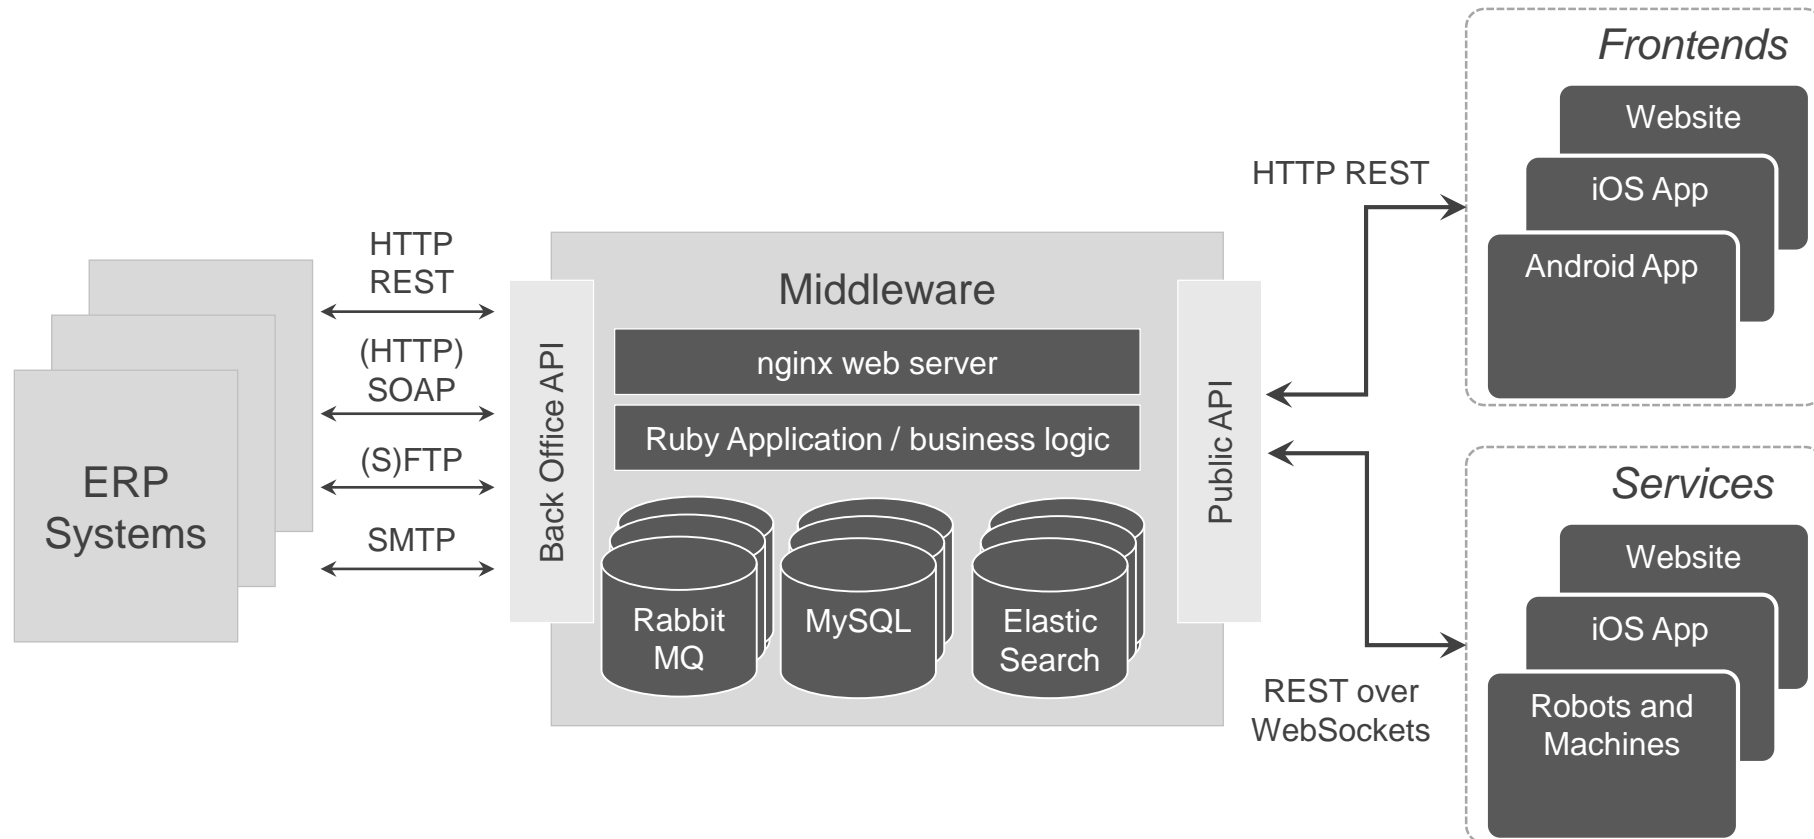 ERP
Systems
HTTP
REST
(HTTP)
SOAP
(S)FTP
SMTP
Back Office API
Middleware
nginx web server
Ruby Application / business logic
Rabbit
MQ
MySQL
Elastic
Search
Public API
HTTP REST
REST over
WebSockets
Frontends
Website
iOS App
Android App
Services
Website
iOS App
Robots and
Machines